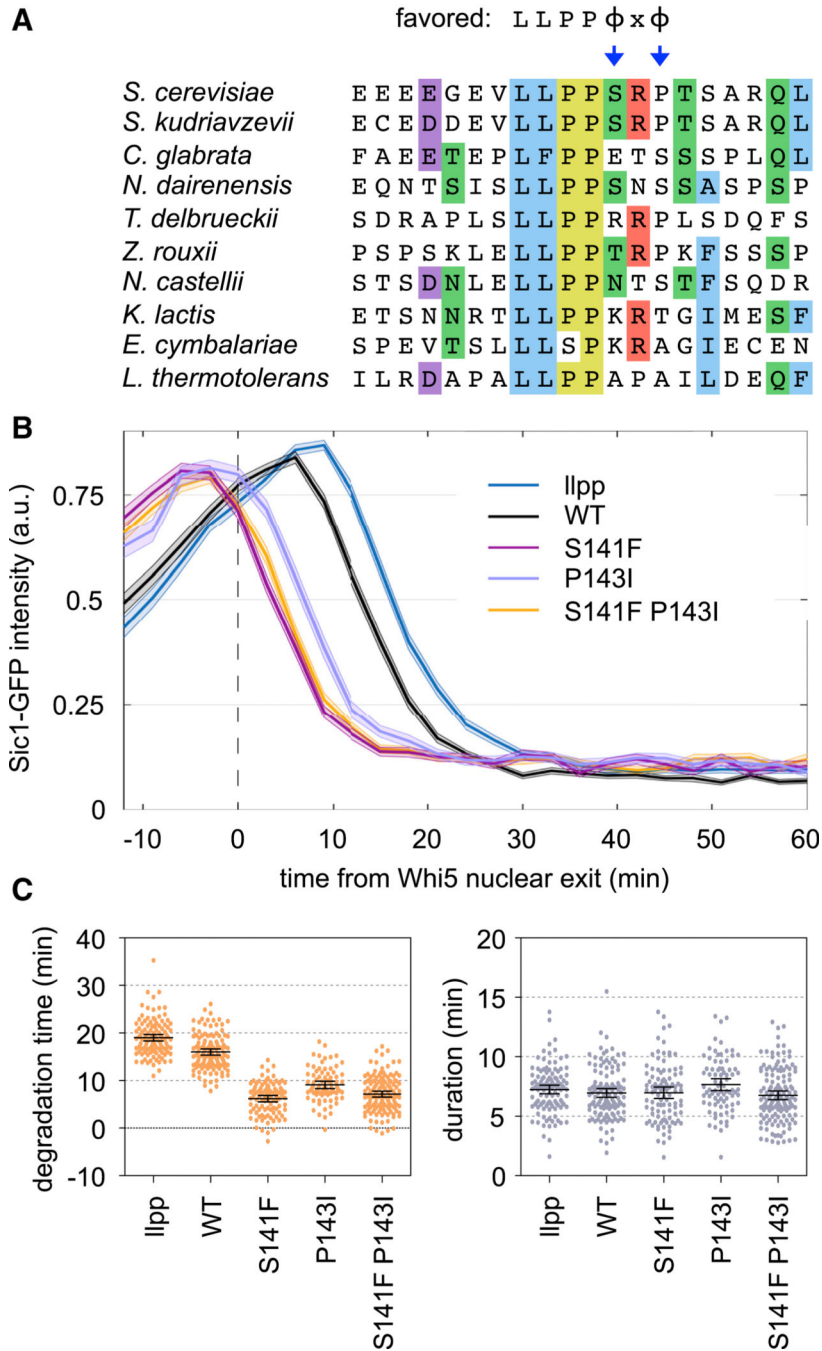 A
favored: L L P P ϕ x ϕ
S. cerevisiae E E E E G E V L L P P S R P T S A R Q L
S. kudriavzevii E C E D D E V L L P P S R P T S A R Q L
C. glabrata F A E E T E P L F P P E T S S S P L Q L
N. dairenensis E Q N T S I S L L P P S N S S A S P S P
T. delbrueckii S D R A P L S L L P P R R P L S D Q F S
Z. rouxii P S P S K L E L L P P T R P K F S S S P
N. castellii S T S D N L E L L P P N T S T F S Q D R
K. lactis E T S N N R T L L P P K R T G I M E S F
E. cymbalariae S P E V T S L L L S P K R A G I E C E N
L. thermotolerans I L R D A P A L L P P A P A I L D E Q F
B
Sic1-GFP intensity (a.u.)
0.75
0.5
0.25
0
llpp
WT
S141F
P143I
S141F P143I
-10 0 10 20 30 40 50 60
time from Whi5 nuclear exit (min)
C
degradation time (min)
40
30
20
10
0
-10
llpp
WT
S141F
P143I
S141F P143I
duration (min)
20
15
10
5
0
llpp
WT
S141F
P143I
S141F P143I